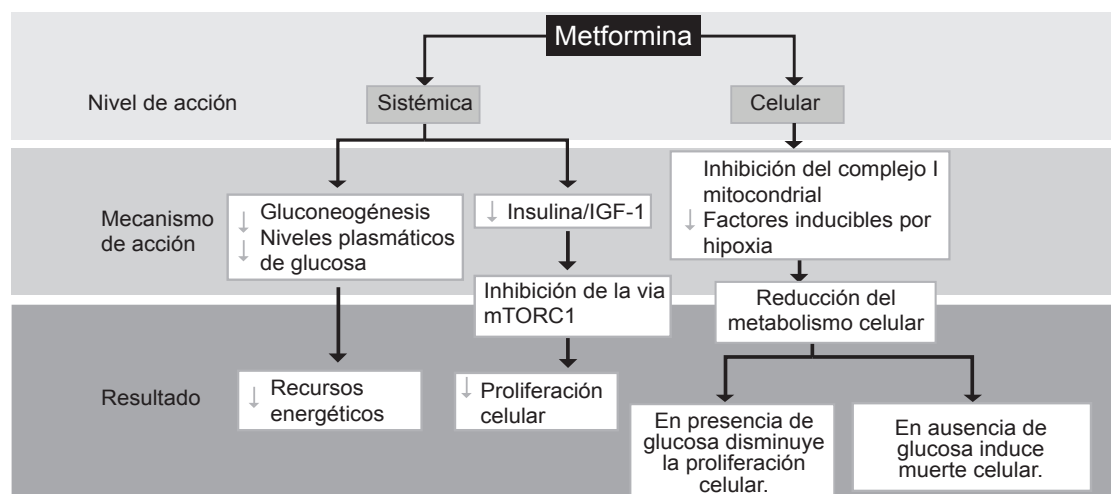 Metformina
Nivel de acción
Sistémica
Celular
Mecanismo
de acción
↓ Gluconeogénesis
↓ Niveles plasmáticos
de glucosa
↓ Insulina/IGF-1
Inhibición del complejo I
mitocondrial
↓ Factores inducibles por
hipoxia
Inhibición de la via
mTORC1
Reducción del
metabolismo celular
Resultado
↓ Recursos
energéticos
↓ Proliferación
celular
En presencia de
glucosa disminuye
la proliferación
celular.
En ausencia de
glucosa induce
muerte celular.